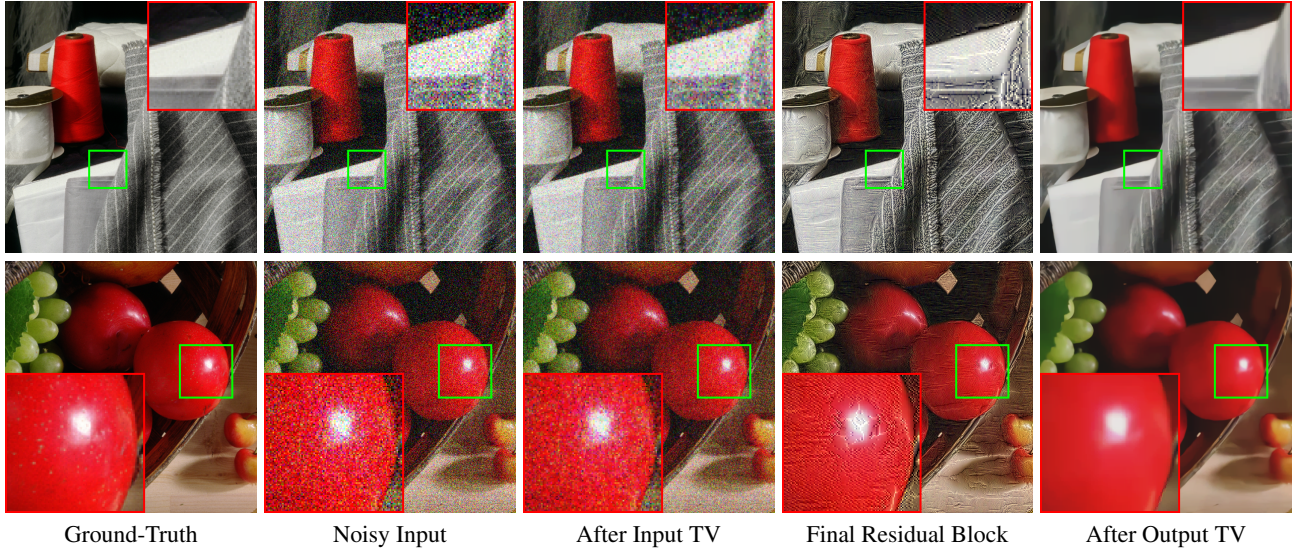 Ground-Truth
Noisy Input
After Input TV
Final Residual Block
After Output TV